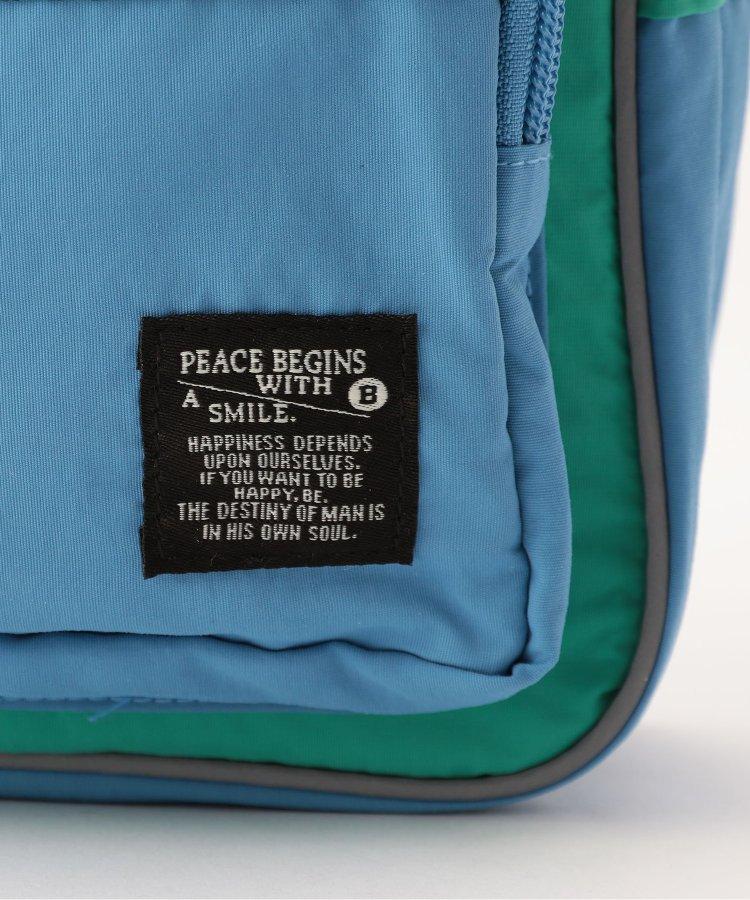 PEACE BEGINS
WITH B
A SMILE.
HAPPINESS DEPENDS
UPON OURSELVES.
IF YOU WANT TO BE
HAPPY, BE.
THE DESTINY OF MAN IS
IN HIS OWN SOUL.